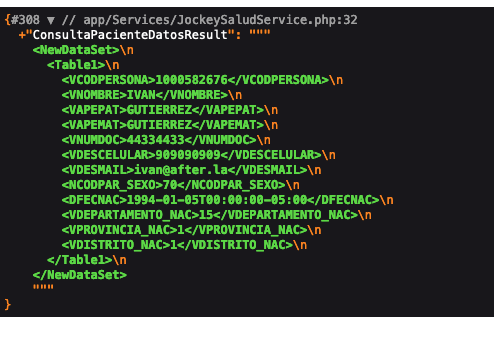 {#308 ▼ // app/Services/JockeySaludService.php:32
  +"ConsultaPacienteDatosResult": """
    <NewDataSet>\n
      <Table1>\n
        <VCODPERSONA>1000582676</VCODPERSONA>\n
        <VNOMBRE>IVAN</VNOMBRE>\n
        <VAPEPAT>GUTIERREZ</VAPEPAT>\n
        <VAPEMAT>GUTIERREZ</VAPEMAT>\n
        <VNUMDOC>44334433</VNUMDOC>\n
        <VDESCELULAR>909090909</VDESCELULAR>\n
        <VDESMAIL>ivan@after.la</VDESMAIL>\n
        <NCODPAR_SEXO>70</NCODPAR_SEXO>\n
        <DFECNAC>1994-01-05T00:00:00-05:00</DFECNAC>\n
        <VDEPARTAMENTO_NAC>15</VDEPARTAMENTO_NAC>\n
        <VPROVINCIA_NAC>1</VPROVINCIA_NAC>\n
        <VDISTRITO_NAC>1</VDISTRITO_NAC>\n
      </Table1>\n
    </NewDataSet>
    """
}